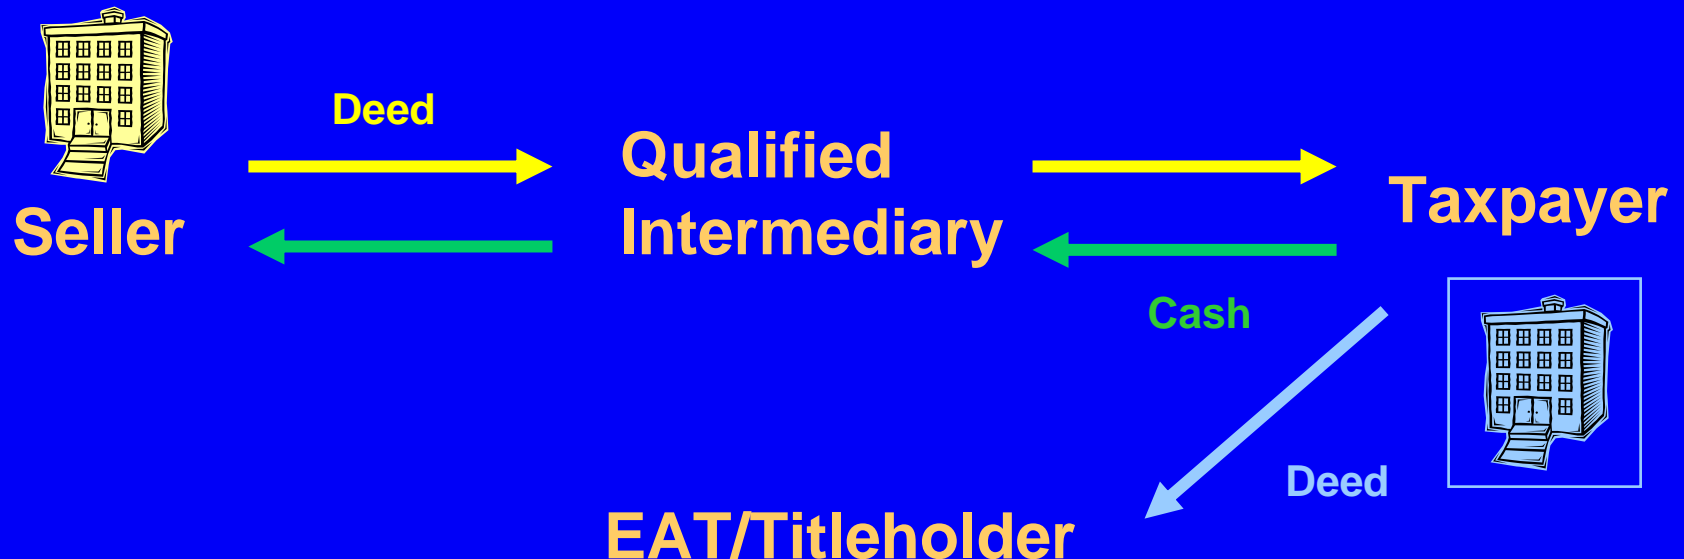 Deed
Qualified
Intermediary
Seller
Taxpayer
Cash
Deed
EAT/Titleholder